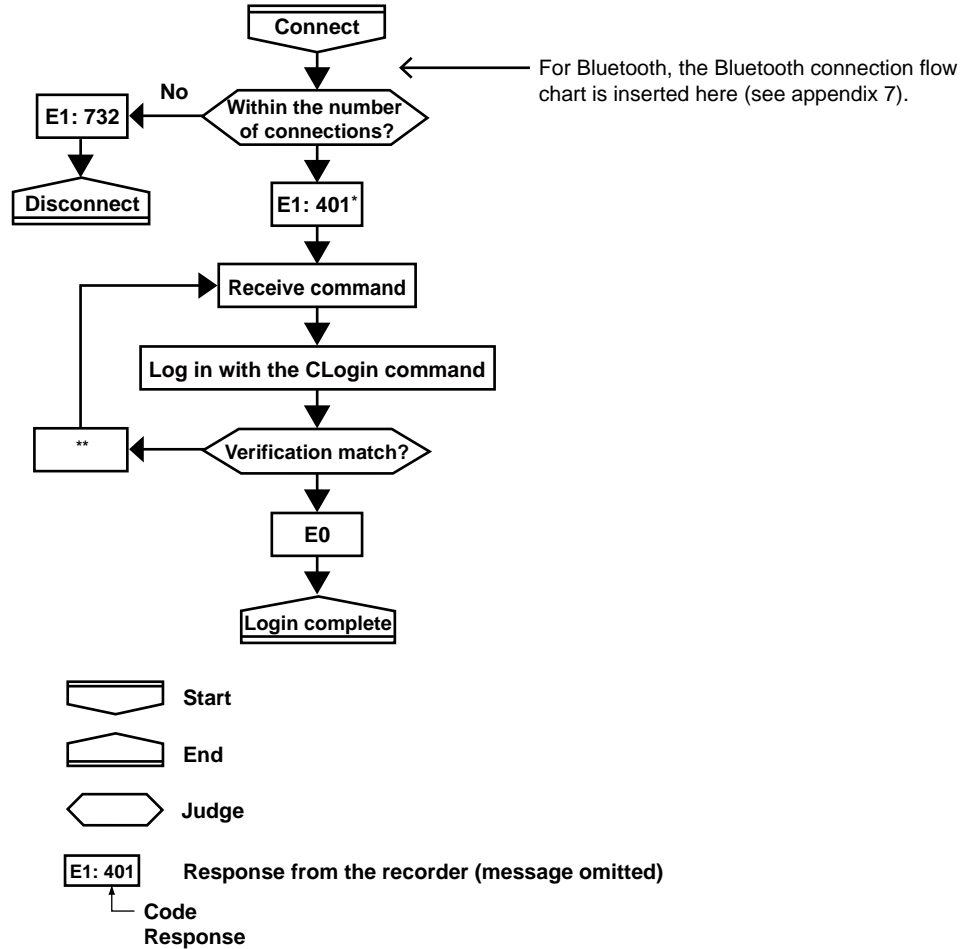 Connect
For Bluetooth, the Bluetooth connection flow
chart is inserted here (see appendix 7).
No
E1: 732
Within the number
of connections?
Disconnect
E1: 401*
Receive command
Log in with the CLogin command
**
Verification match?
E0
Login complete
Start
End
Judge
E1: 401
Response from the recorder (message omitted)
Code
Response